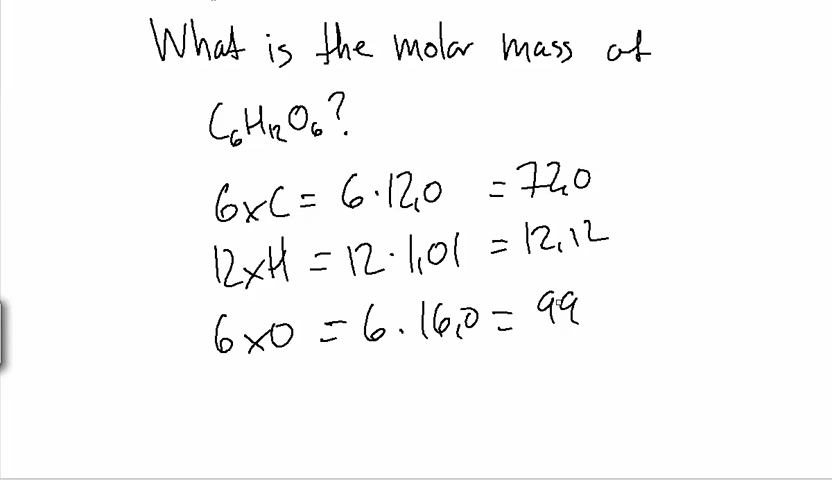 What is the molar mass of
C₆H₁₂O₆?
6xC = 6·12,0 = 72,0
12xH = 12·1,01 = 12,12
6xO = 6·16,0 = 99